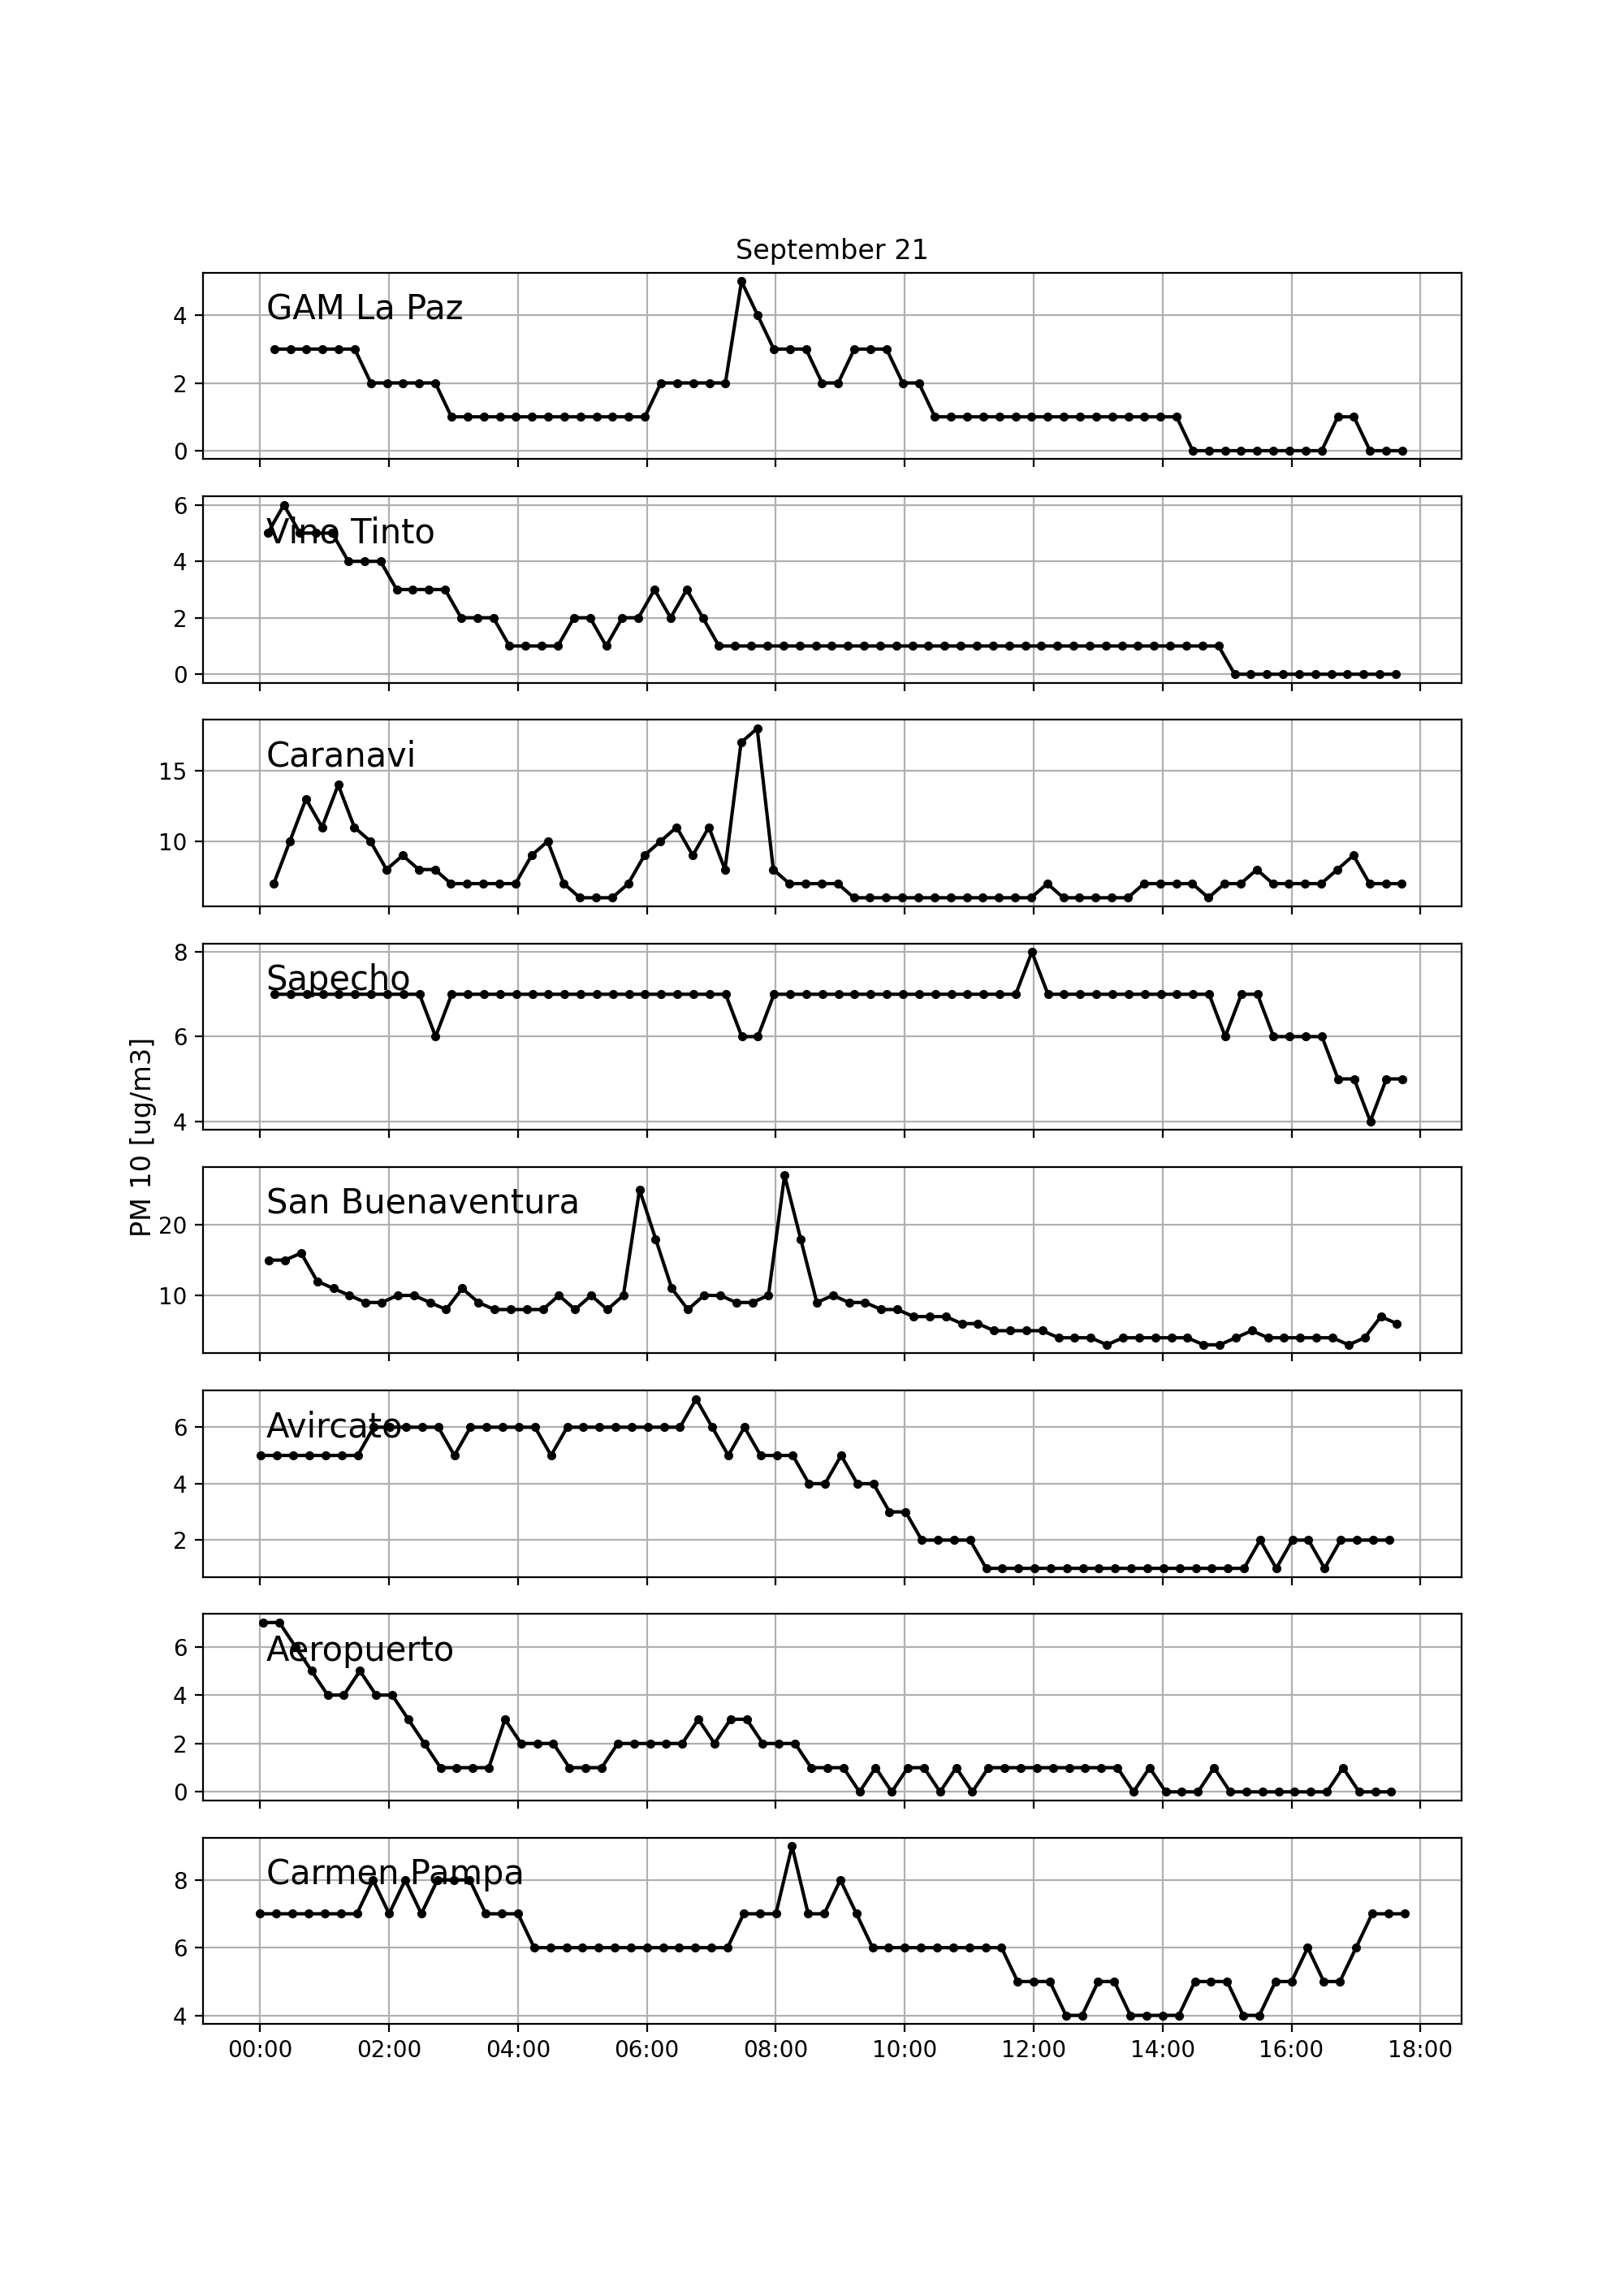 September 21
GAM La Paz
4
2
0
Vino Tinto
6
4
2
0
Caranavi
15
10
Sapecho
8
6
4
PM 10 [ug/m3]
San Buenaventura
20
10
Avircato
6
4
2
Aeropuerto
6
4
2
0
Carmen Pampa
8
6
4
00:00 02:00 04:00 06:00 08:00 10:00 12:00 14:00 16:00 18:00